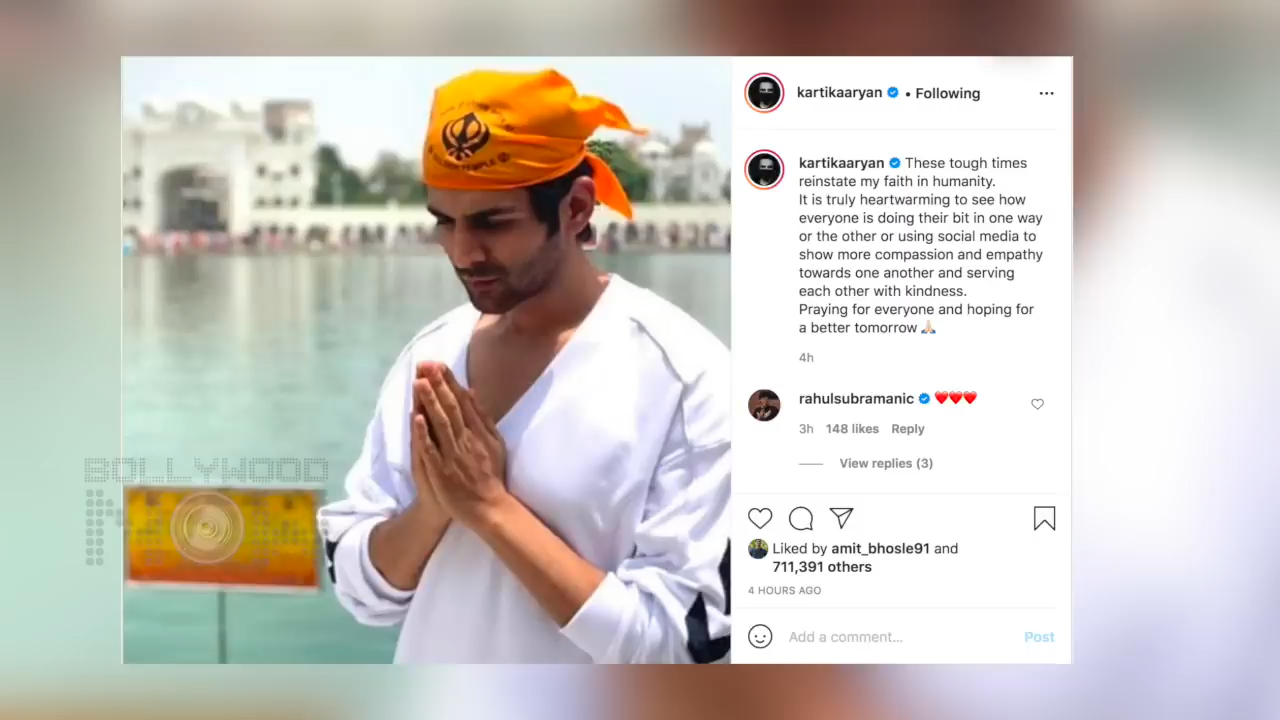 kartikaaryan • Following
kartikaaryan These tough times
reinstate my faith in humanity.
It is truly heartwarming to see how
everyone is doing their bit in one way
or the other or using social media to
show more compassion and empathy
towards one another and serving
each other with kindness.
Praying for everyone and hoping for
a better tomorrow 🙏🏻
4h
rahulsubramanic ❤️❤️❤️
3h 148 likes Reply
View replies (3)
Liked by amit_bhosle91 and
711,391 others
4 HOURS AGO
Add a comment... Post
GOLDEN TEMPLE
BOLLYWOOD